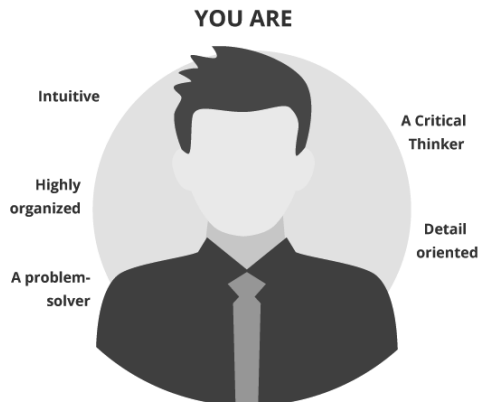 YOU ARE
Intuitive
Highly
organized
A problem-
solver
A Critical
Thinker
Detail
oriented